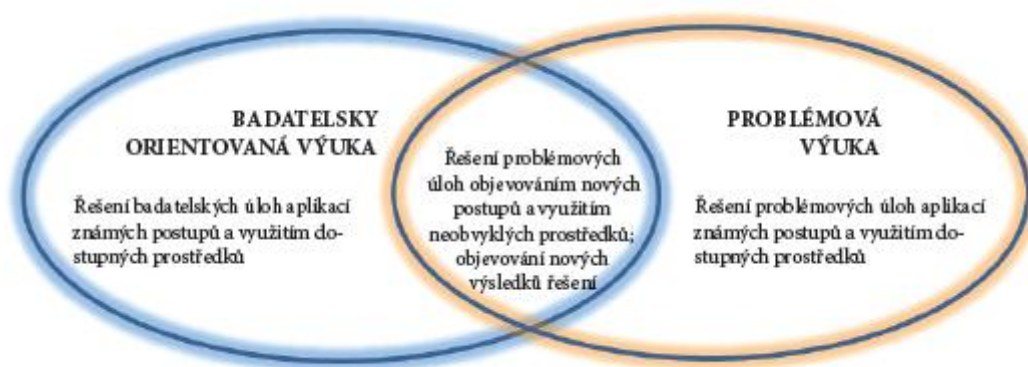 BADATELSKY
ORIENTOVANÁ VÝUKA
Řešení badatelských úloh aplikací
známých postupů a využitím do-
stupných prostředků
Řešení problémových
úloh objevováním nových
postupů a využitím
neobvyklých prostředků;
objevování nových
výsledků řešení
PROBLÉMOVÁ
VÝUKA
Řešení problémových úloh aplikací
známých postupů a využitím do-
stupných prostředků